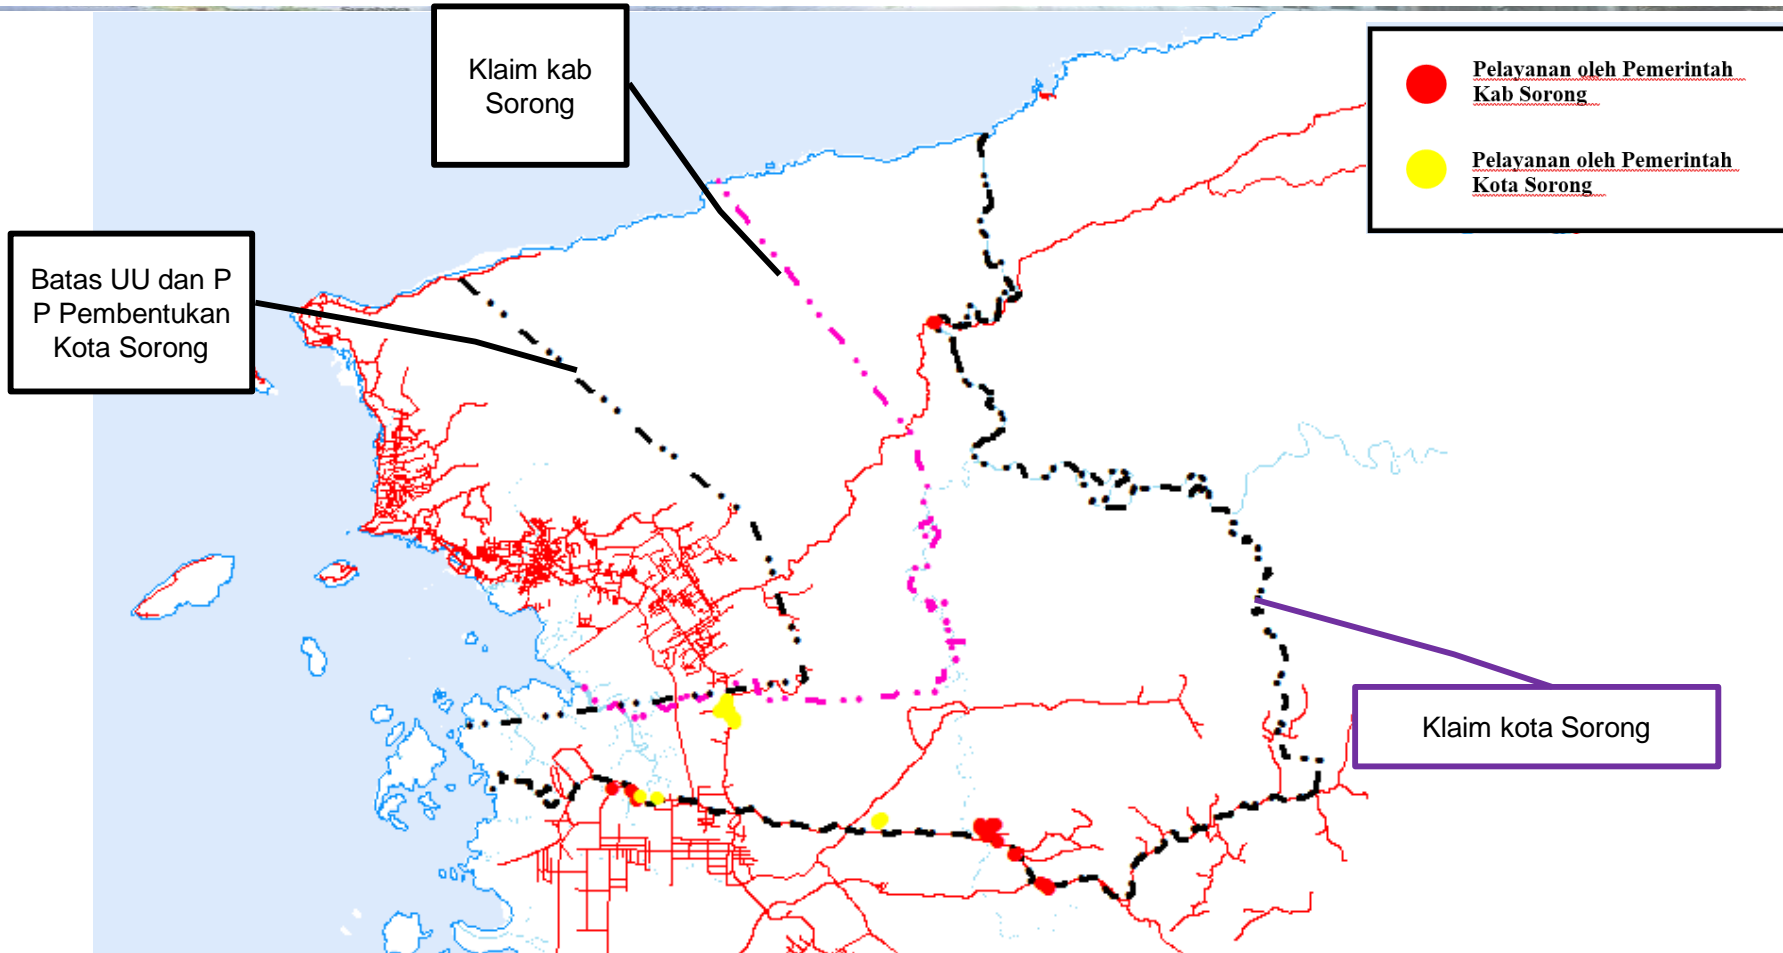 Klaim kab
Sorong
Batas UU dan P
P Pembentukan
Kota Sorong
Pelayanan oleh Pemerintah
Kab Sorong
Pelayanan oleh Pemerintah
Kota Sorong
Klaim kota Sorong